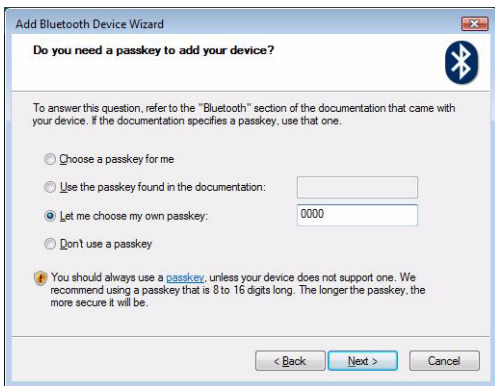 Add Bluetooth Device Wizard
Do you need a passkey to add your device?
To answer this question, refer to the "Bluetooth" section of the documentation that came with
your device. If the documentation specifies a passkey, use that one.
Choose a passkey for me
Use the passkey found in the documentation:
Let me choose my own passkey: 0000
Don't use a passkey
You should always use a passkey, unless your device does not support one. We
recommend using a passkey that is 8 to 16 digits long. The longer the passkey, the
more secure it will be.
< Back Next > Cancel